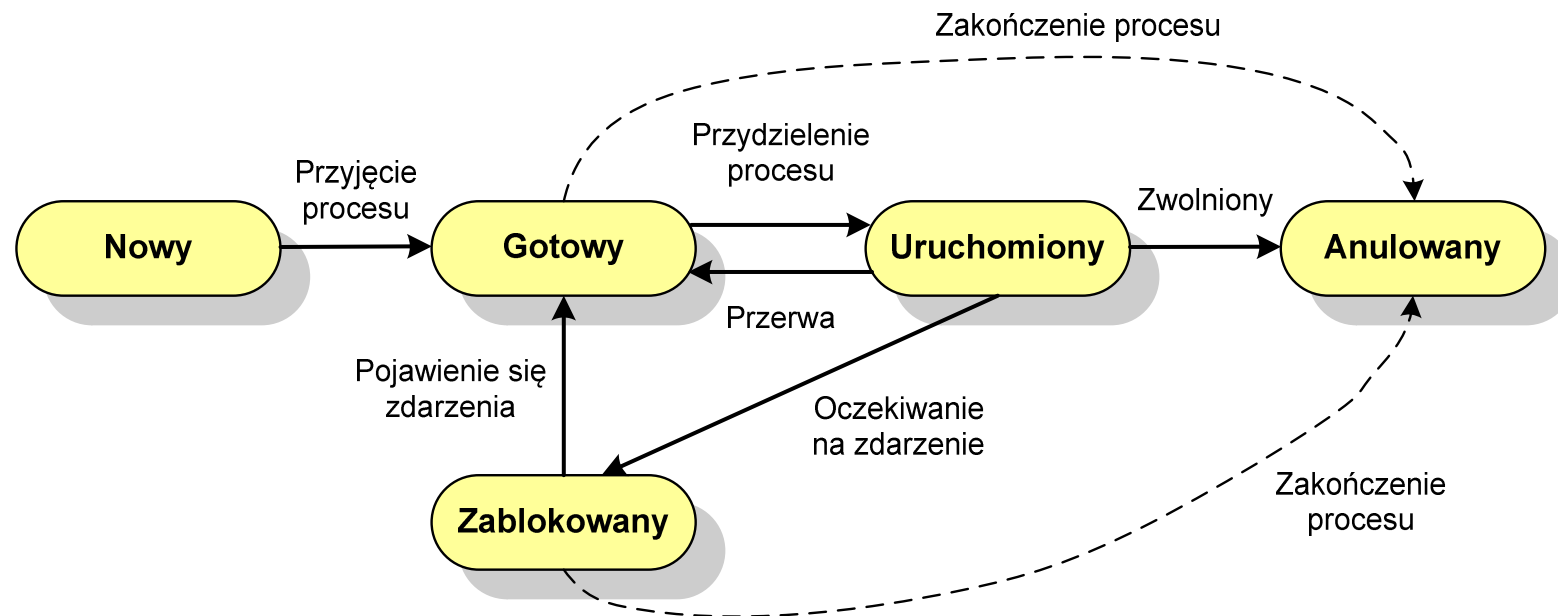 Zakończenie procesu
Przydzielenie
procesu
Przyjęcie
procesu
Zwolniony
Nowy
Gotowy
Uruchomiony
Anulowany
Przerwa
Pojawienie się
zdarzenia
Oczekiwanie
na zdarzenie
Zakończenie
procesu
Zablokowany